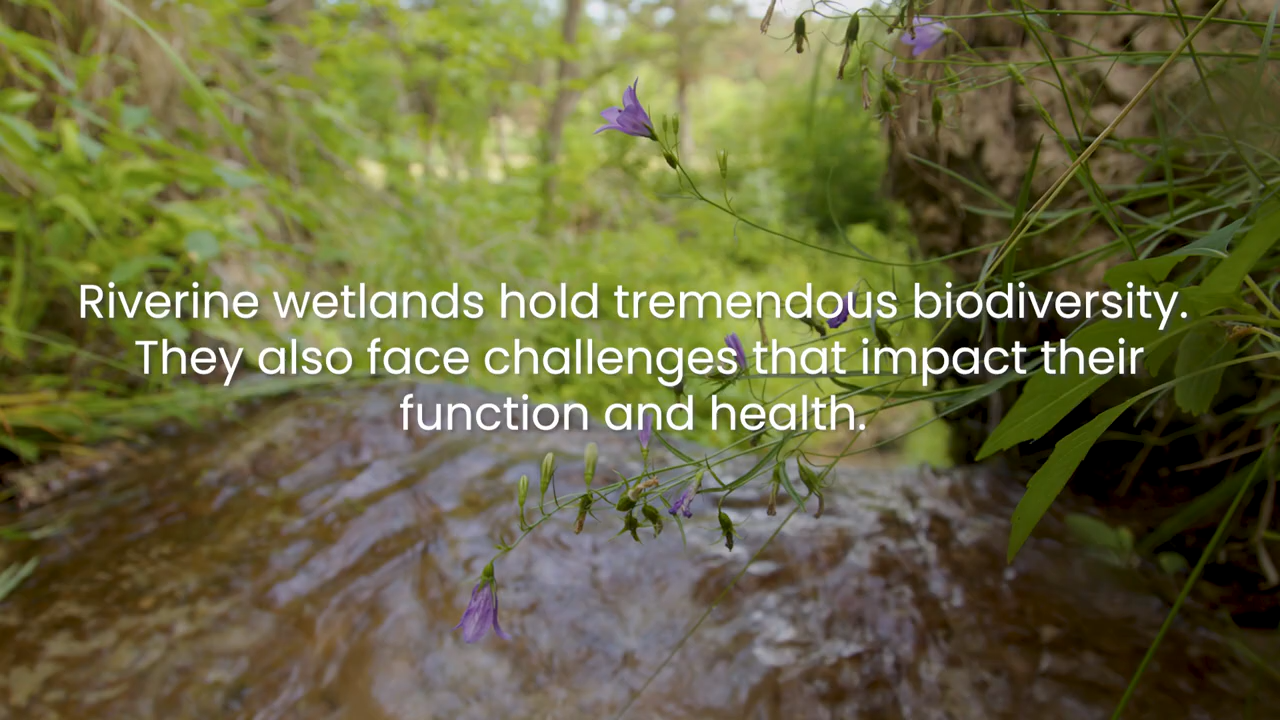 Riverine wetlands hold tremendous biodiversity.
They also face challenges that impact their
function and health.